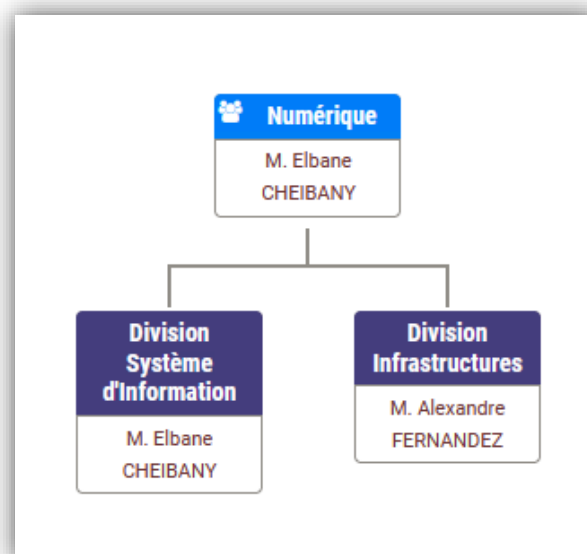 Numérique
M. Elbane
CHEIBANY
Division
Système
d'Information
M. Elbane
CHEIBANY
Division
Infrastructures
M. Alexandre
FERNANDEZ